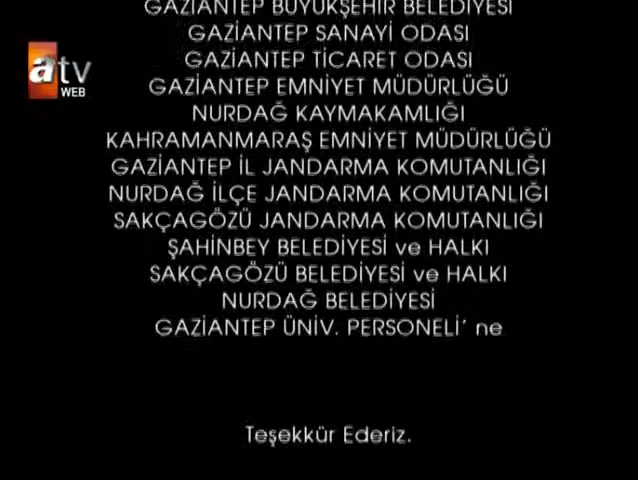 GAZİANTEP BÜYÜKŞEHİR BELEDİYESİ
GAZİANTEP SANAYİ ODASI
GAZİANTEP TİCARET ODASI
atv
WEB
GAZİANTEP EMNİYET MÜDÜRLÜĞÜ
NURDAĞ KAYMAKAMLIĞI
KAHRAMANMARAŞ EMNİYET MÜDÜRLÜĞÜ
GAZİANTEP İL JANDARMA KOMUTANLIĞI
NURDAĞ İLÇE JANDARMA KOMUTANLIĞI
SAKÇAGÖZÜ JANDARMA KOMUTANLIĞI
ŞAHİNBEY BELEDİYESİ ve HALKI
SAKÇAGÖZÜ BELEDİYESİ ve HALKI
NURDAĞ BELEDİYESİ
GAZİANTEP ÜNİV. PERSONELİ' ne
Teşekkür Ederiz.